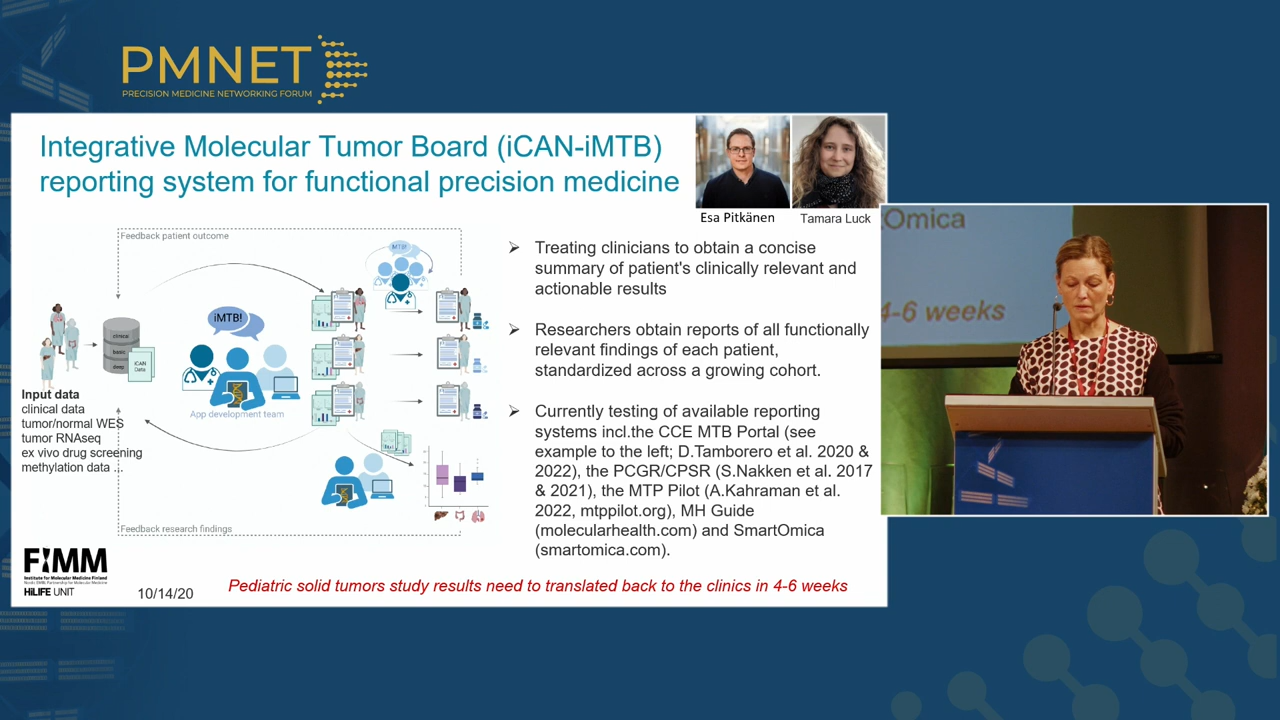 PMNET
PRECISION MEDICINE NETWORKING FORUM
Integrative Molecular Tumor Board (iCAN-iMTB)
reporting system for functional precision medicine
Esa Pitkänen
Tamara Luck
Feedback patient outcome
MTB!
iMTB!
clinical
basic
deep
iCAN
Data
App development team
Input data
clinical data
tumor/normal WES
tumor RNAseq
ex vivo drug screening
methylation data ...
Feedback research findings
➢ Treating clinicians to obtain a concise
summary of patient's clinically relevant and
actionable results
➢ Researchers obtain reports of all functionally
relevant findings of each patient,
standardized across a growing cohort.
➢ Currently testing of available reporting
systems incl.the CCE MTB Portal (see
example to the left; D.Tamborero et al. 2020 &
2022), the PCGR/CPSR (S.Nakken et al. 2017
& 2021), the MTP Pilot (A.Kahraman et al.
2022, mtppilot.org), MH Guide
(molecularhealth.com) and SmartOmica
(smartomica.com).
FIMM
Institute for Molecular Medicine Finland
Nordic EMBL Partnership for Molecular Medicine
HiLIFE UNIT
10/14/20
Pediatric solid tumors study results need to translated back to the clinics in 4-6 weeks
Omica
4-6 weeks